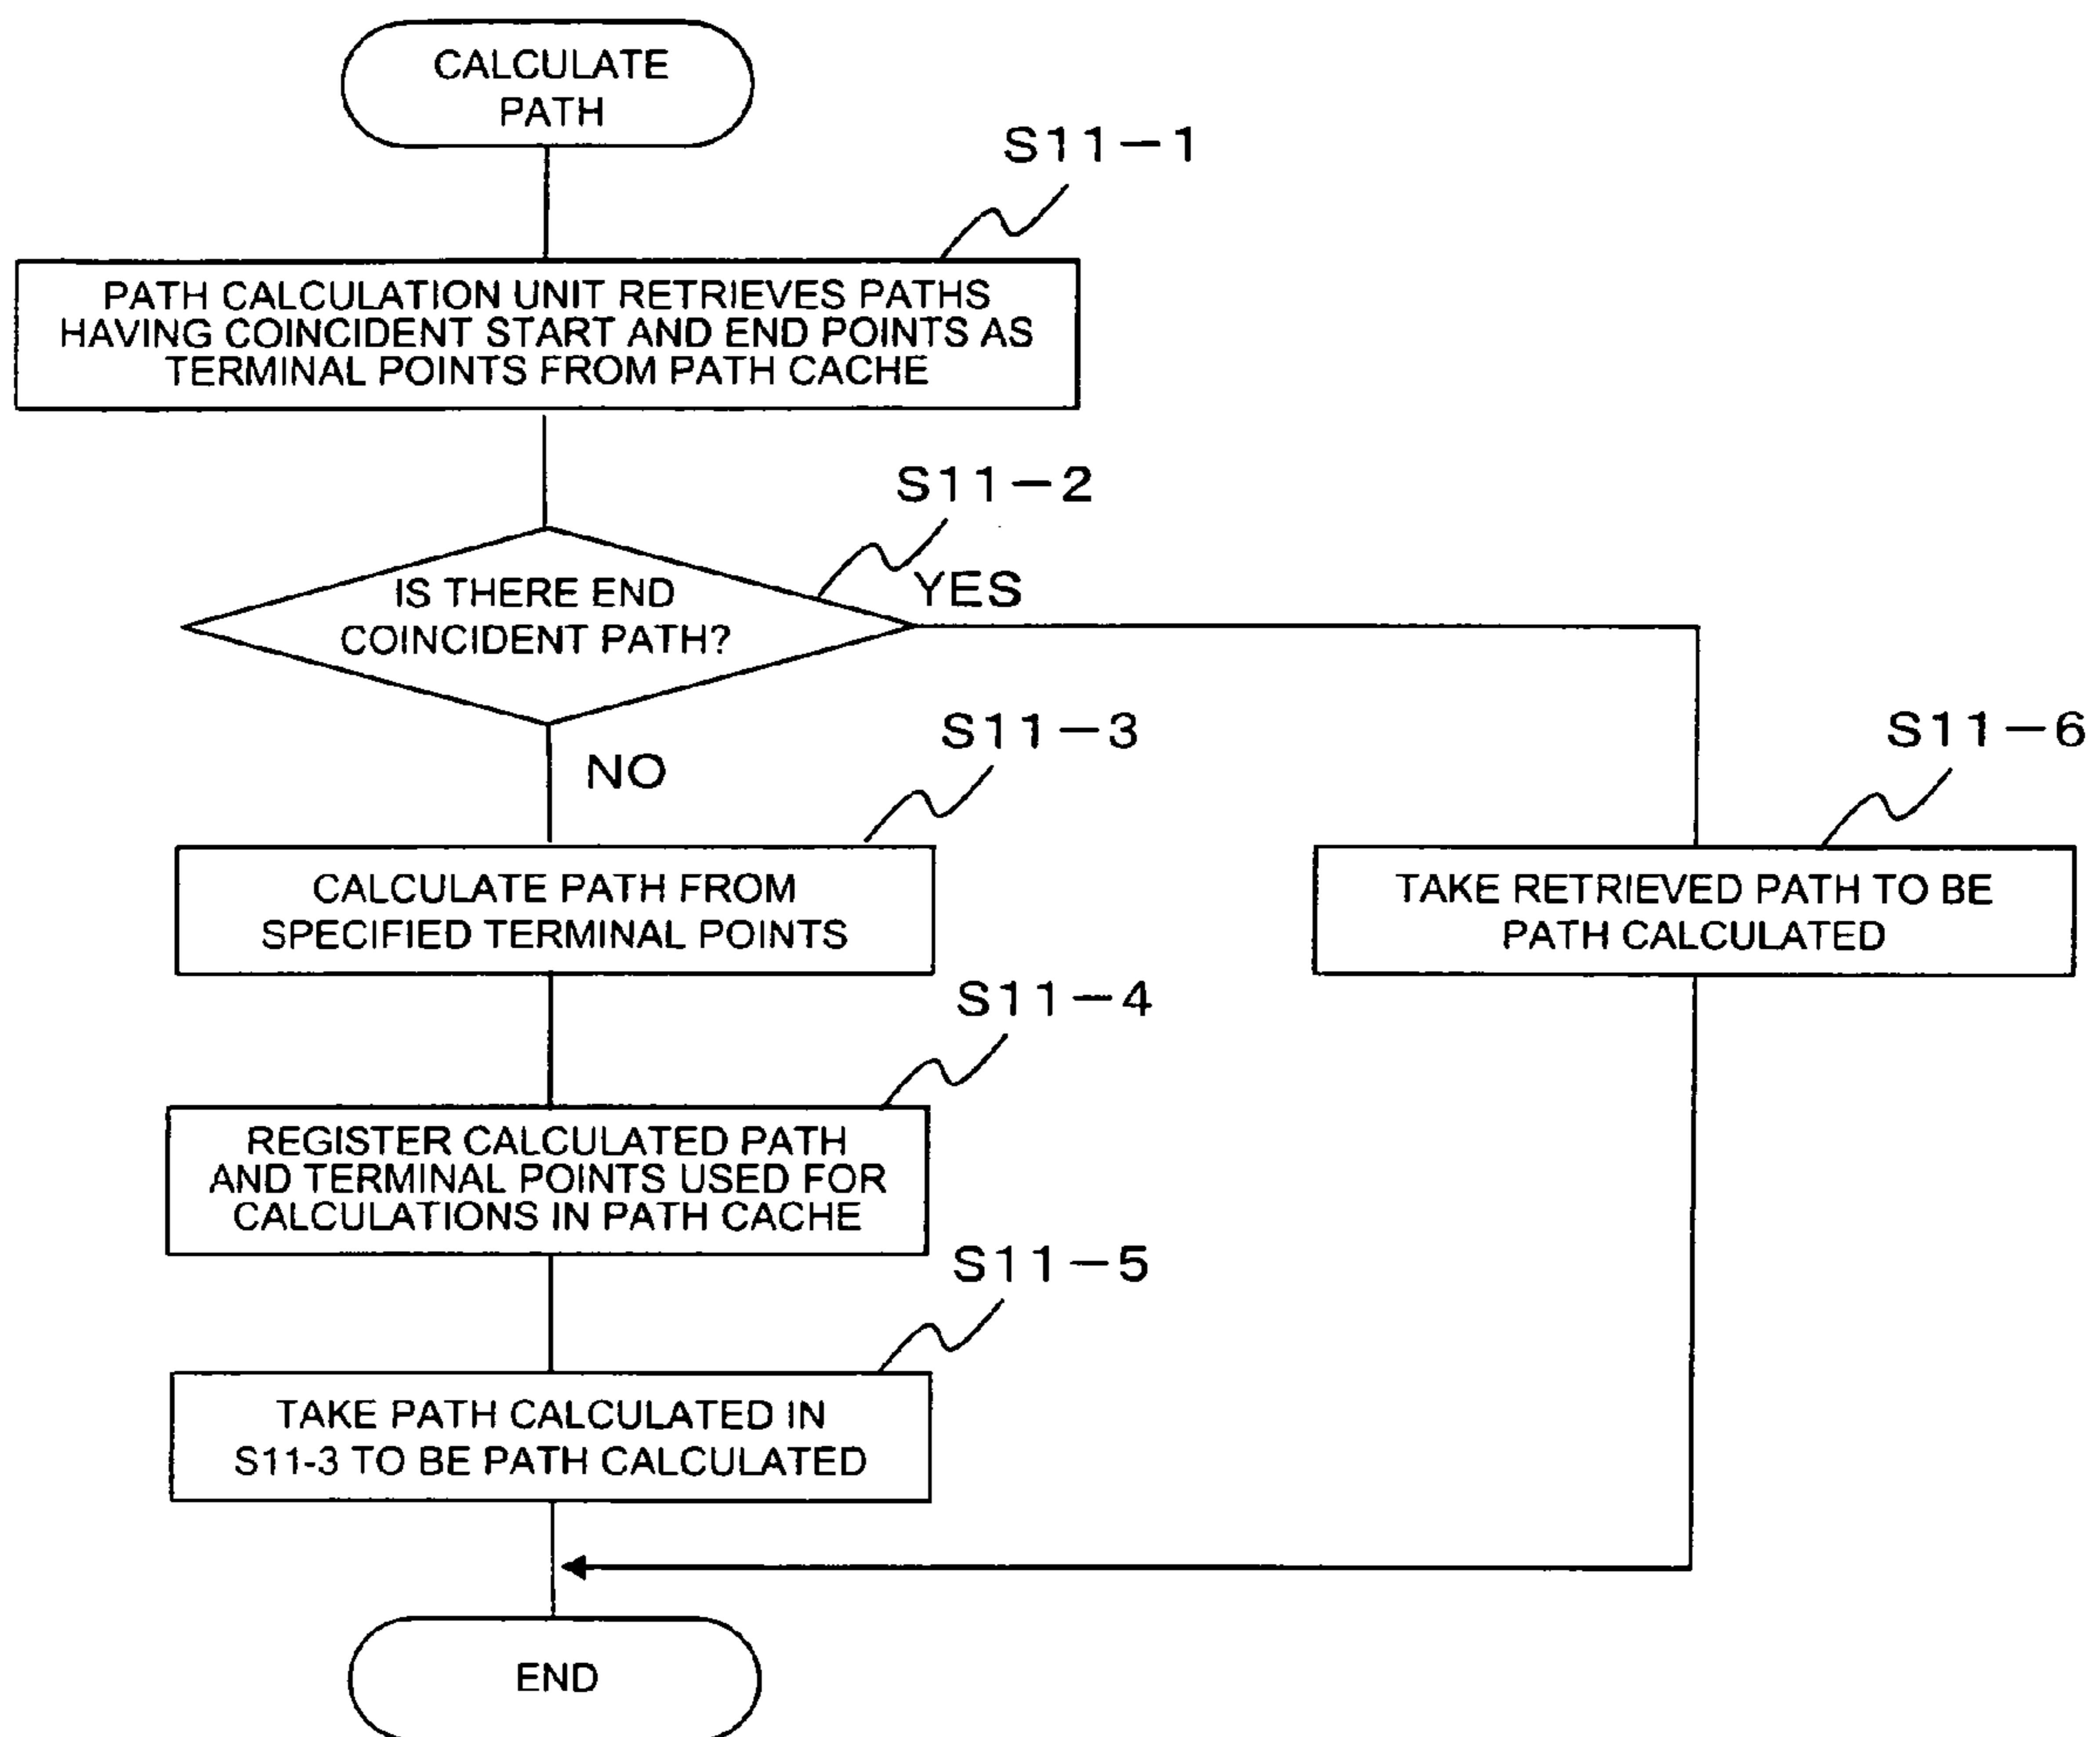 CALCULATE
PATH
S11-1
PATH CALCULATION UNIT RETRIEVES PATHS
HAVING COINCIDENT START AND END POINTS AS
TERMINAL POINTS FROM PATH CACHE
S11-2
IS THERE END
COINCIDENT PATH?
YES
NO
S11-3
CALCULATE PATH FROM
SPECIFIED TERMINAL POINTS
S11-6
TAKE RETRIEVED PATH TO BE
PATH CALCULATED
S11-4
REGISTER CALCULATED PATH
AND TERMINAL POINTS USED FOR
CALCULATIONS IN PATH CACHE
S11-5
TAKE PATH CALCULATED IN
S11-3 TO BE PATH CALCULATED
END